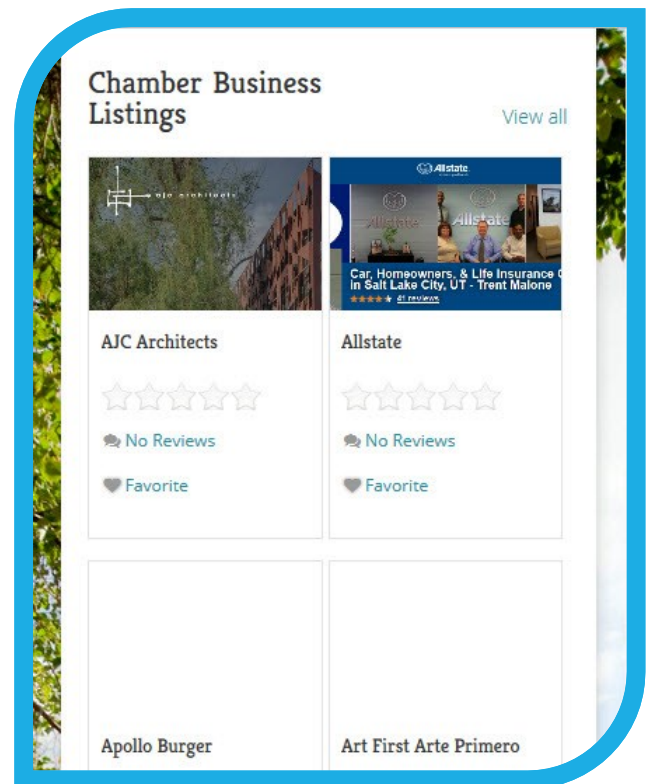 Chamber Business
Listings
View all
ajc architects
Allstate
Allstate
Allstate
Car, Homeowners, & Life Insurance
in Salt Lake City, UT - Trent Malone
41 reviews
AJC Architects
Allstate
No Reviews
No Reviews
Favorite
Favorite
Apollo Burger
Art First Arte Primero